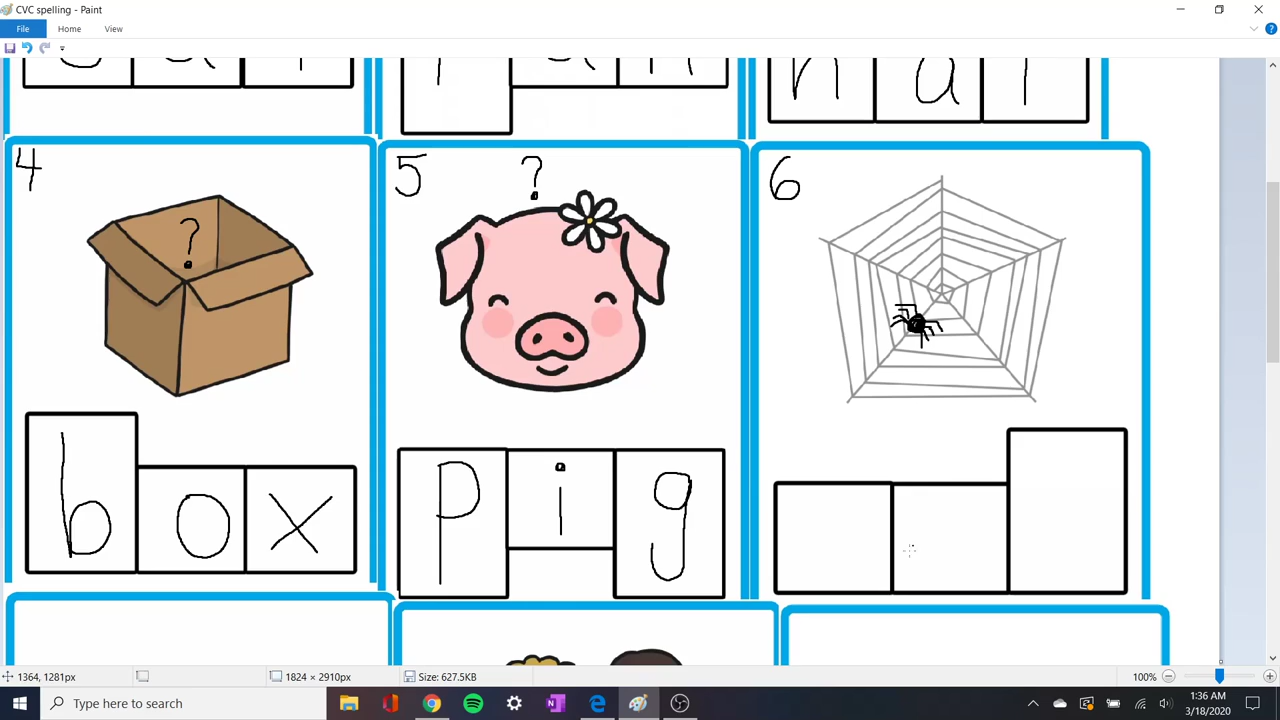 CVC spelling - Paint
File Home View
h a
4 5 ? 6
?
b o x
p i g
1364, 1281px 1824 × 2910px Size: 627.5KB 100%
Type here to search
1:36 AM
3/18/2020